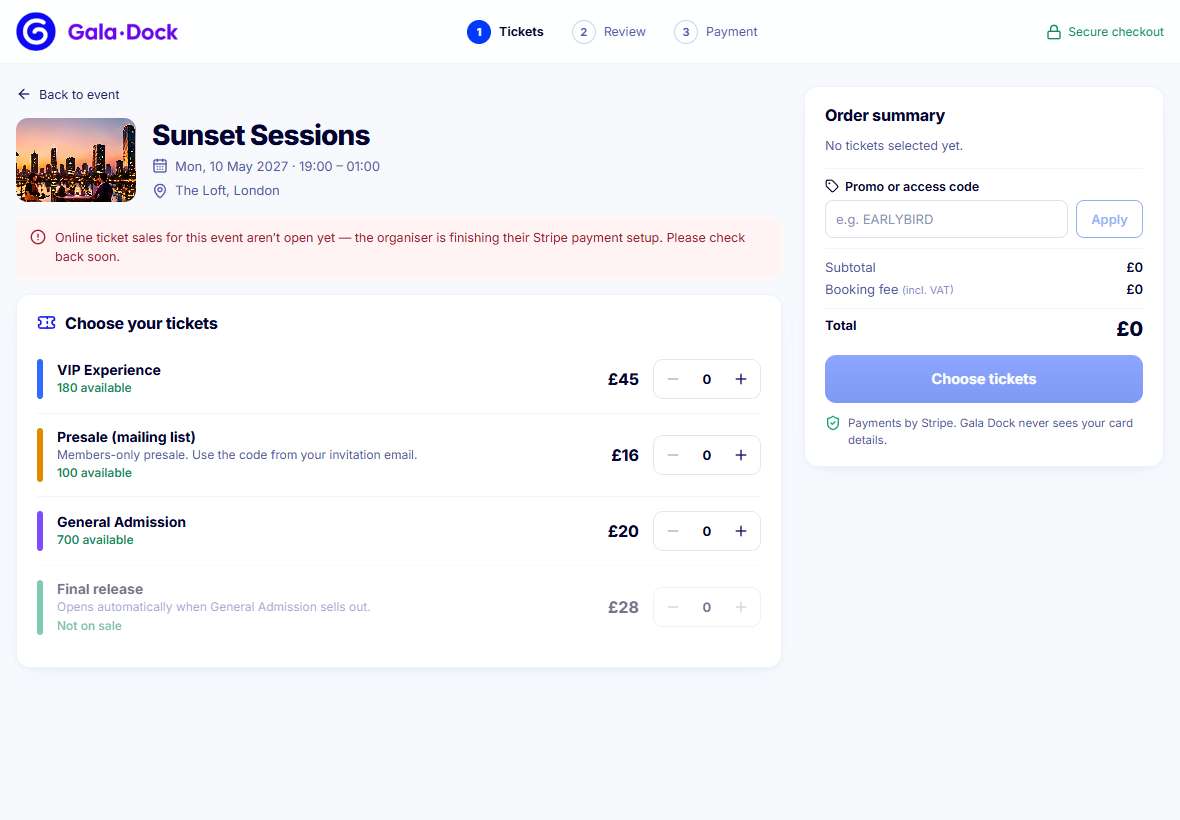 Gala·Dock
1 Tickets
2 Review
3 Payment
Secure checkout
Back to event
Sunset Sessions
Mon, 10 May 2027 · 19:00 – 01:00
The Loft, London
Online ticket sales for this event aren't open yet — the organiser is finishing their Stripe payment setup. Please check
back soon.
Choose your tickets
VIP Experience
180 available
£45
0
Presale (mailing list)
Members-only presale. Use the code from your invitation email.
100 available
£16
0
General Admission
700 available
£20
0
Final release
Opens automatically when General Admission sells out.
Not on sale
£28
0
Order summary
No tickets selected yet.
Promo or access code
e.g. EARLYBIRD
Apply
Subtotal £0
Booking fee (incl. VAT) £0
Total £0
Choose tickets
Payments by Stripe. Gala Dock never sees your card
details.